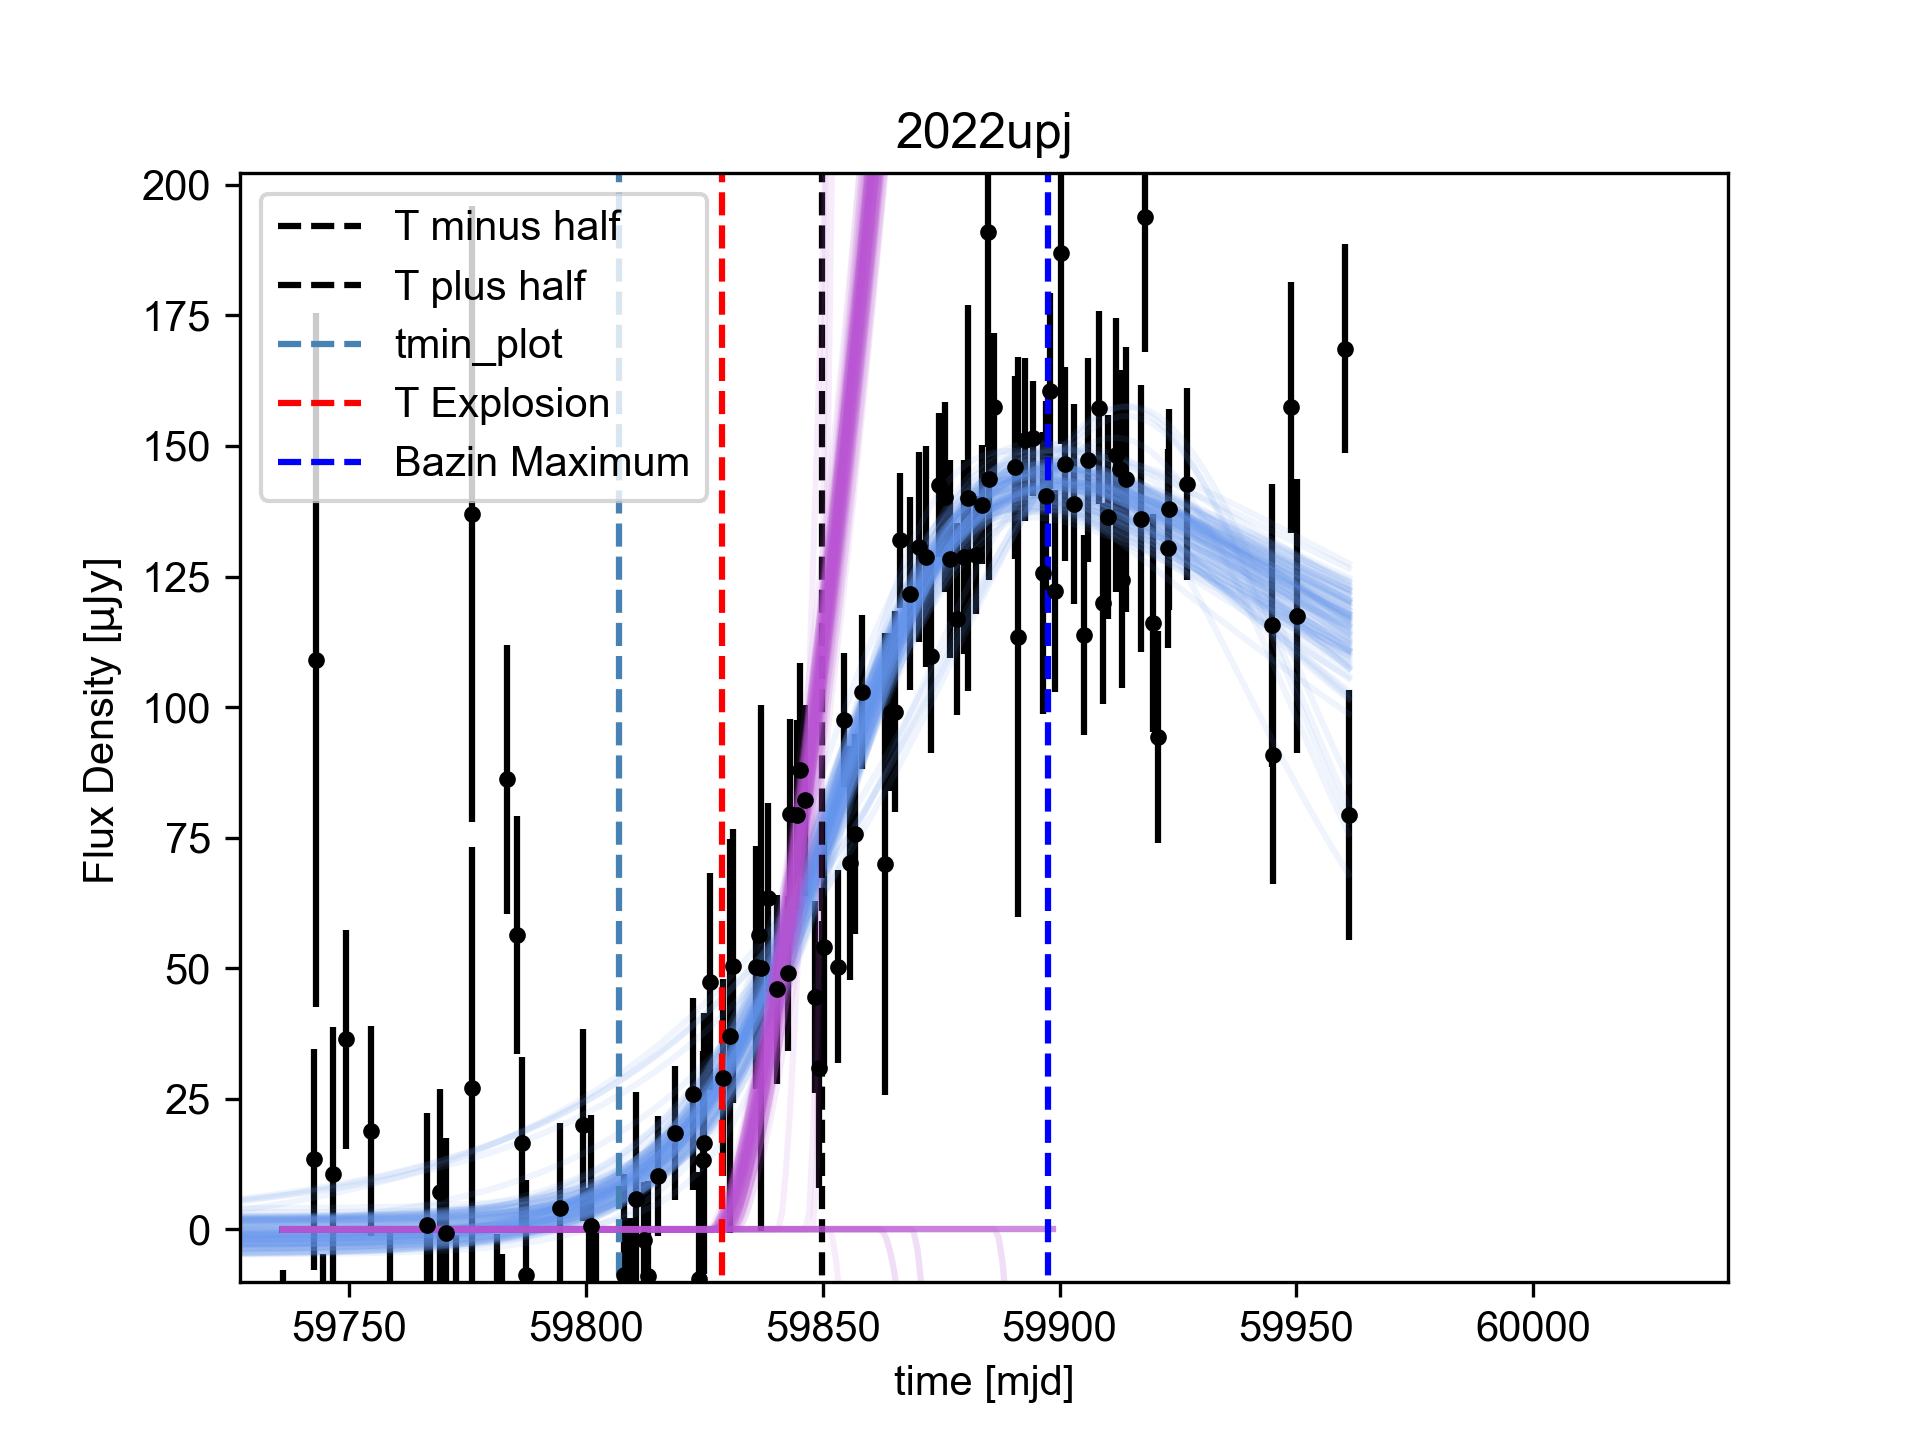 2022upj
Flux Density [µJy]
200
175
150
125
100
75
50
25
0
T minus half
T plus half
tmin_plot
T Explosion
Bazin Maximum
59750 59800 59850 59900 59950 60000
time [mjd]